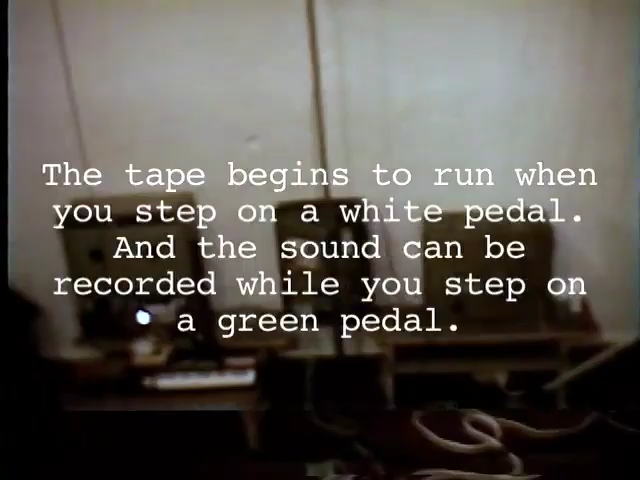 The tape begins to run when
you step on a white pedal.
And the sound can be
recorded while you step on
a green pedal.